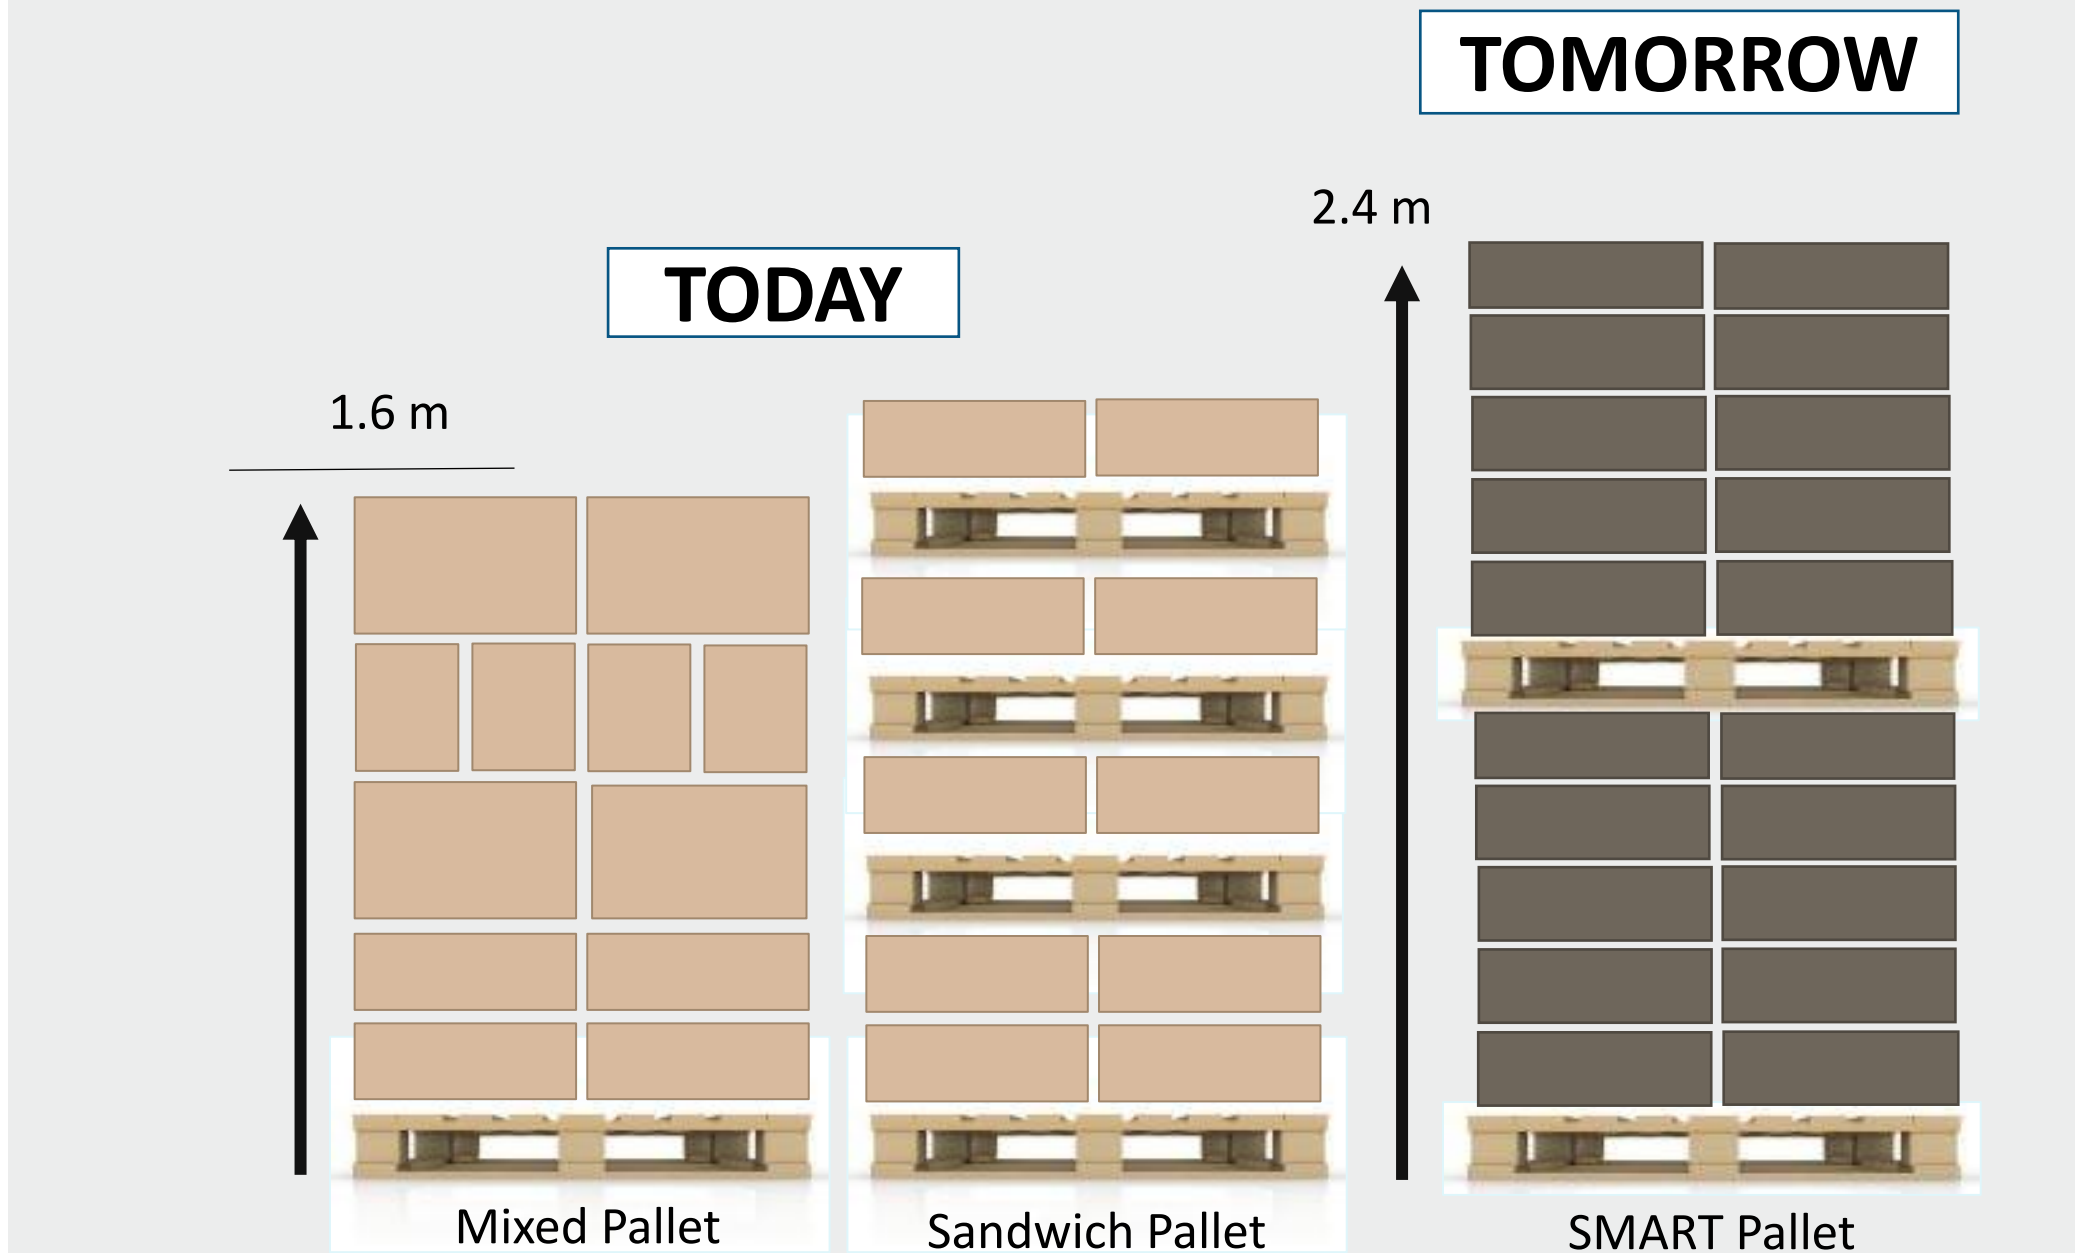 TOMORROW
2.4 m
TODAY
1.6 m
Mixed Pallet
Sandwich Pallet
SMART Pallet